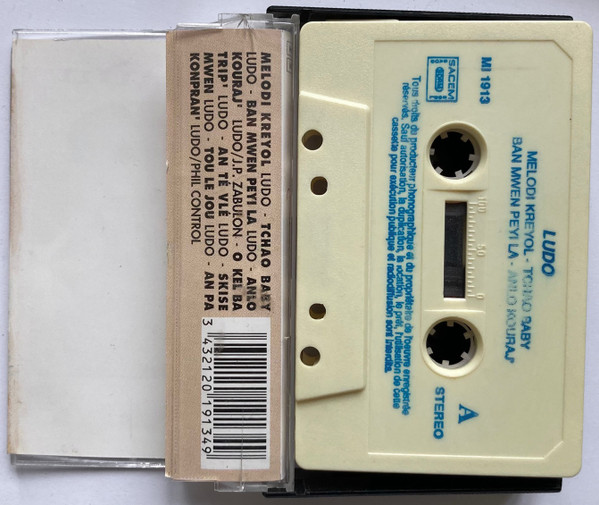 MELODI KREYOL LUDO - TCHAO BABY
LUDO - BAN MWEN PEYI LA LUDO - ANLO
KOURAJ' LUDO/J.P. ZABULON - O KEL BA
TRIP' LUDO - AN TÉ VLÉ LUDO - SKISE
MWEN LUDO - TOU LE JOU LUDO - AN PA
KONPRAN' LUDO/PHIL CONTROL
3 432120 191349
LUDO
MELODI KREYOL - TCHAO BABY
BAN MWEN PEYI LA - ANLO KOURAJ'
MI 1913
SACEM
100 50 0
A
STEREO
Tous droits du producteur phonographique et du propriétaire de l'oeuvre enregistrée
réservés. Sauf autorisation, la duplication, la location, le prêt, l'utilisation de cette
cassette pour exécution publique et radiodiffusion sont interdits.